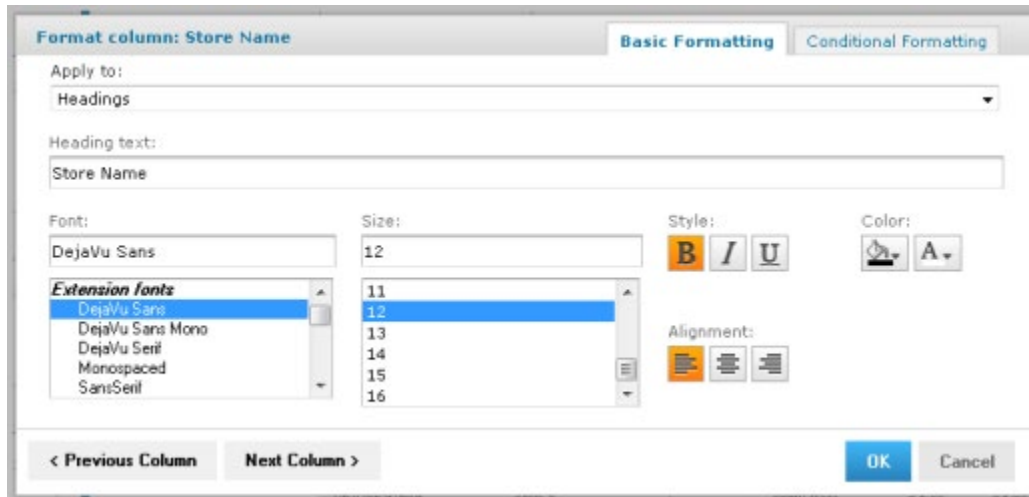 Format column: Store Name
Basic Formatting
Conditional Formatting
Apply to:
Headings
Heading text:
Store Name
Font:
Size:
Style:
Color:
DejaVu Sans
12
B I U
A
Extension fonts
DejaVu Sans
DejaVu Sans Mono
DejaVu Serif
Monospaced
SansSerif
11
12
13
14
15
16
Alignment:
< Previous Column
Next Column >
OK
Cancel